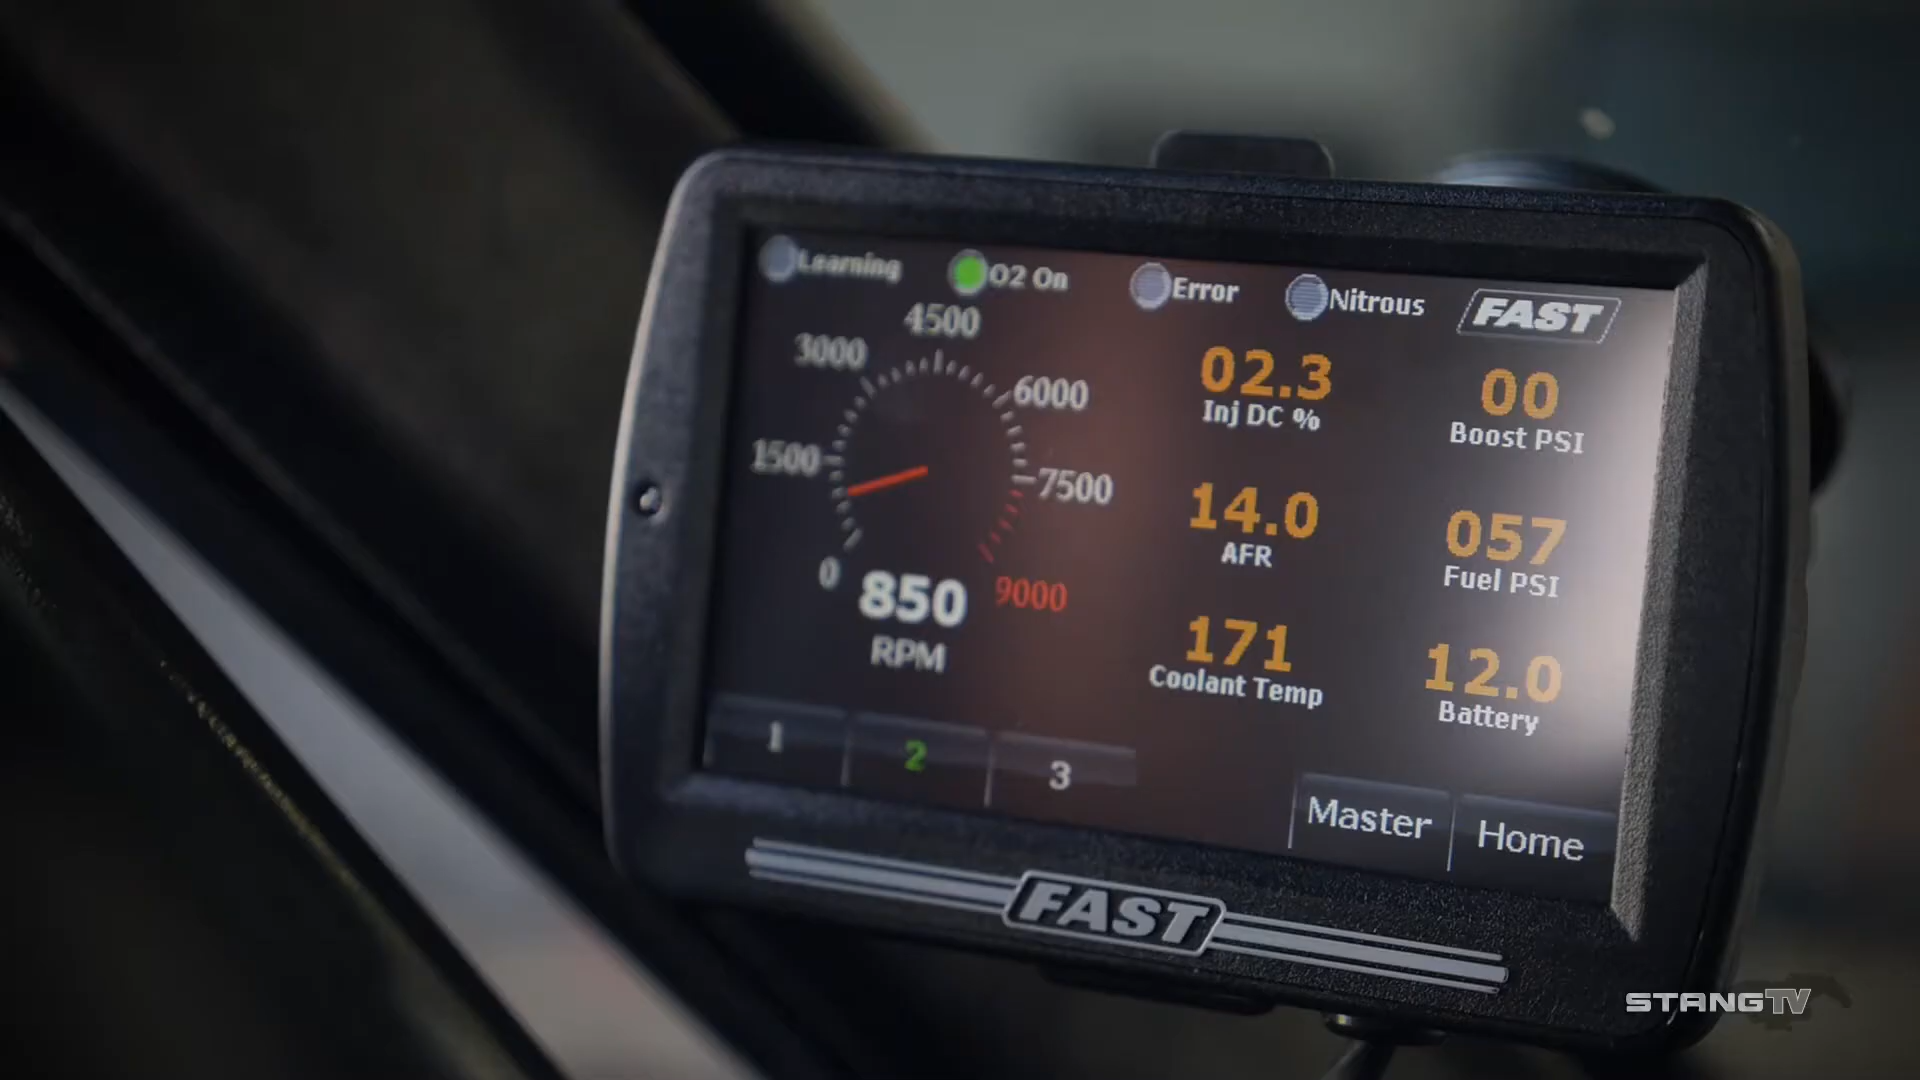 Learning
O2 On
Error
Nitrous
FAST
4500
3000
6000
1500
7500
0
9000
850
RPM
02.3
Inj DC %
00
Boost PSI
14.0
AFR
057
Fuel PSI
171
Coolant Temp
12.0
Battery
1
2
3
Master
Home
FAST
STANGTV